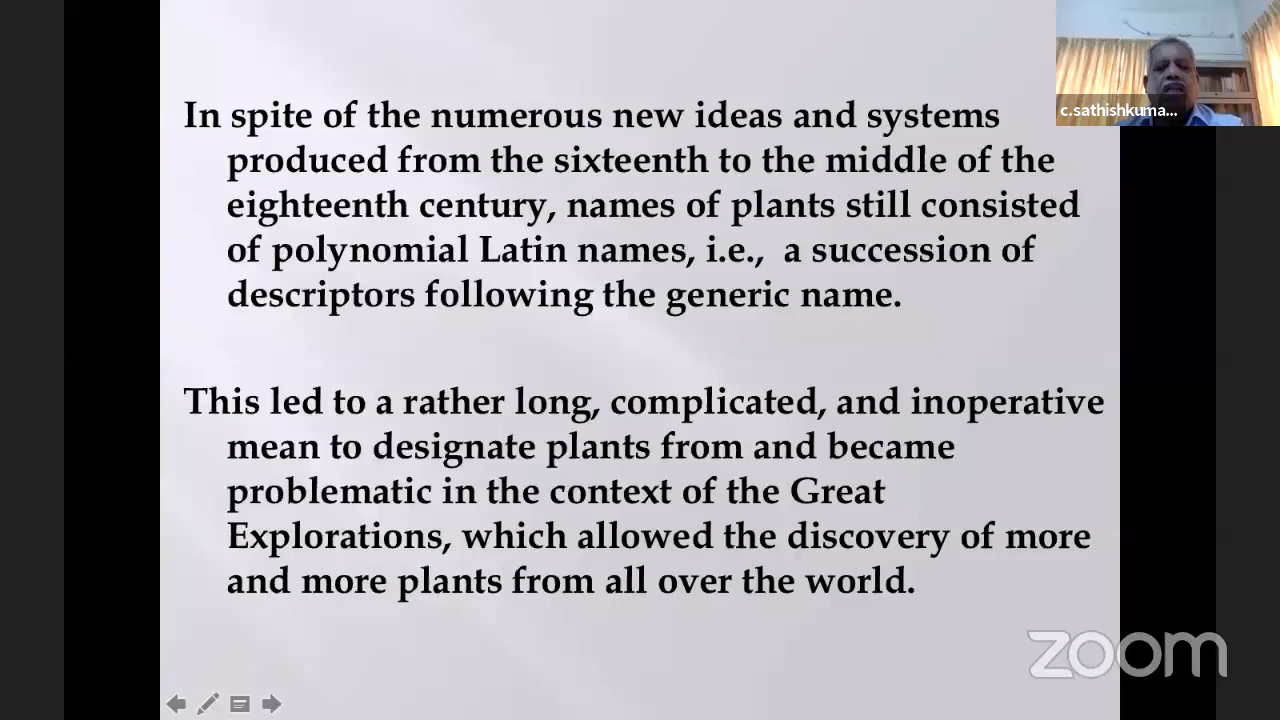 In spite of the numerous new ideas and systems
produced from the sixteenth to the middle of the
eighteenth century, names of plants still consisted
of polynomial Latin names, i.e., a succession of
descriptors following the generic name.
This led to a rather long, complicated, and inoperative
mean to designate plants from and became
problematic in the context of the Great
Explorations, which allowed the discovery of more
and more plants from all over the world.
c.sathishkuma...
zoom